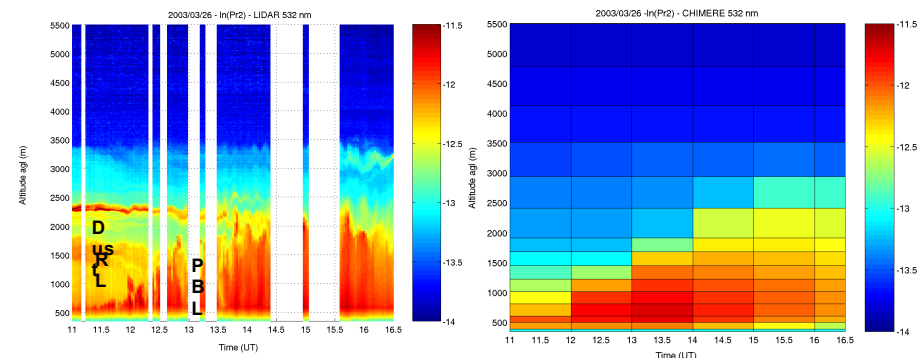 2003/03/26 -ln(Pr2) - LIDAR 532 nm
5500
5000
4500
4000
3500
3000
2500
2000
1500
1000
500
Altitude agl (m)
11 11.5 12 12.5 13 13.5 14 14.5 15 15.5 16 16.5
Time (UT)
D
us
t
R
L
P
B
L
-11.5
-12
-12.5
-13
-13.5
-14
2003/03/26 -ln(Pr2) - CHIMERE 532 nm
5500
5000
4500
4000
3500
3000
2500
2000
1500
1000
500
Altitude agl (m)
11 11.5 12 12.5 13 13.5 14 14.5 15 15.5 16 16.5
Time (UT)
-11.5
-12
-12.5
-13
-13.5
-14